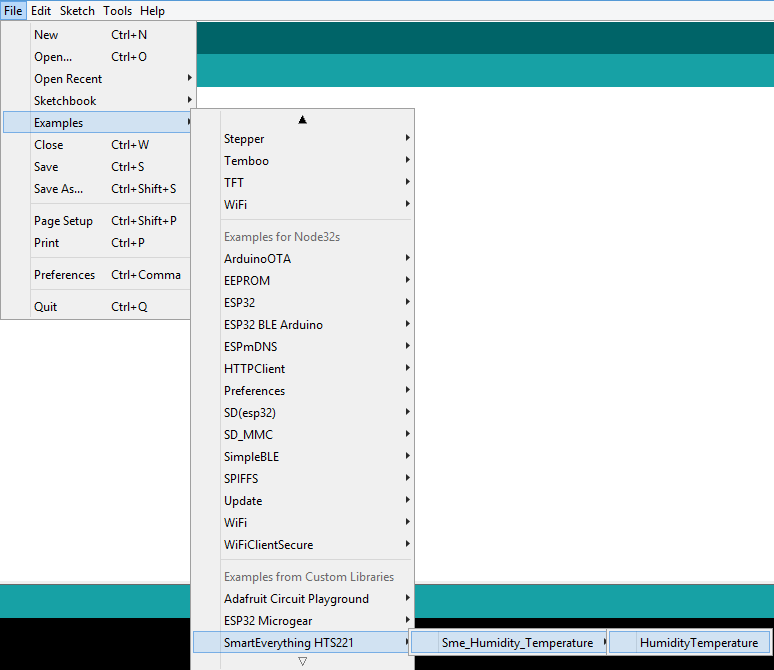 File Edit Sketch Tools Help
New Ctrl+N
Open... Ctrl+O
Open Recent
Sketchbook
Examples
Close Ctrl+W
Save Ctrl+S
Save As... Ctrl+Shift+S
Page Setup Ctrl+Shift+P
Print Ctrl+P
Preferences Ctrl+Comma
Quit Ctrl+Q
Stepper
Temboo
TFT
WiFi
Examples for Node32s
ArduinoOTA
EEPROM
ESP32
ESP32 BLE Arduino
ESPmDNS
HTTPClient
Preferences
SD(esp32)
SD_MMC
SimpleBLE
SPIFFS
Update
WiFi
WiFiClientSecure
Examples from Custom Libraries
Adafruit Circuit Playground
ESP32 Microgear
SmartEverything HTS221
Sme_Humidity_Temperature
HumidityTemperature